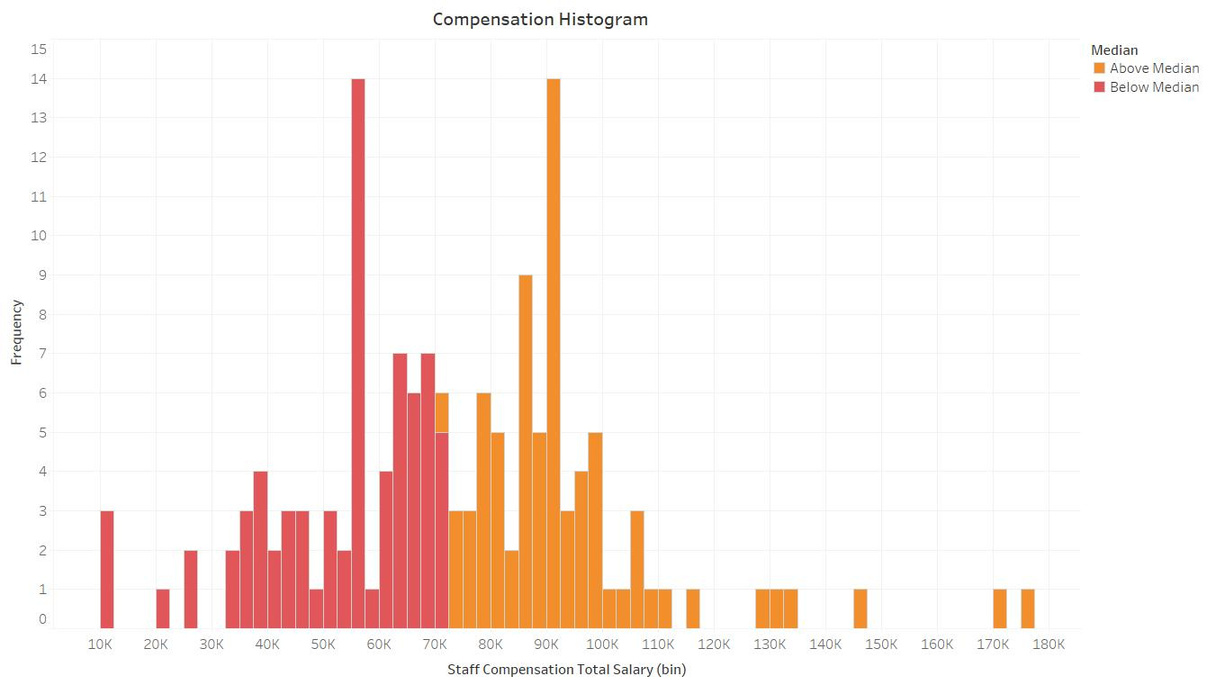 Compensation Histogram
Median
Above Median
Below Median
15
14
13
12
11
10
9
8
7
6
5
4
3
2
1
0
Frequency
10K 20K 30K 40K 50K 60K 70K 80K 90K 100K 110K 120K 130K 140K 150K 160K 170K 180K
Staff Compensation Total Salary (bin)